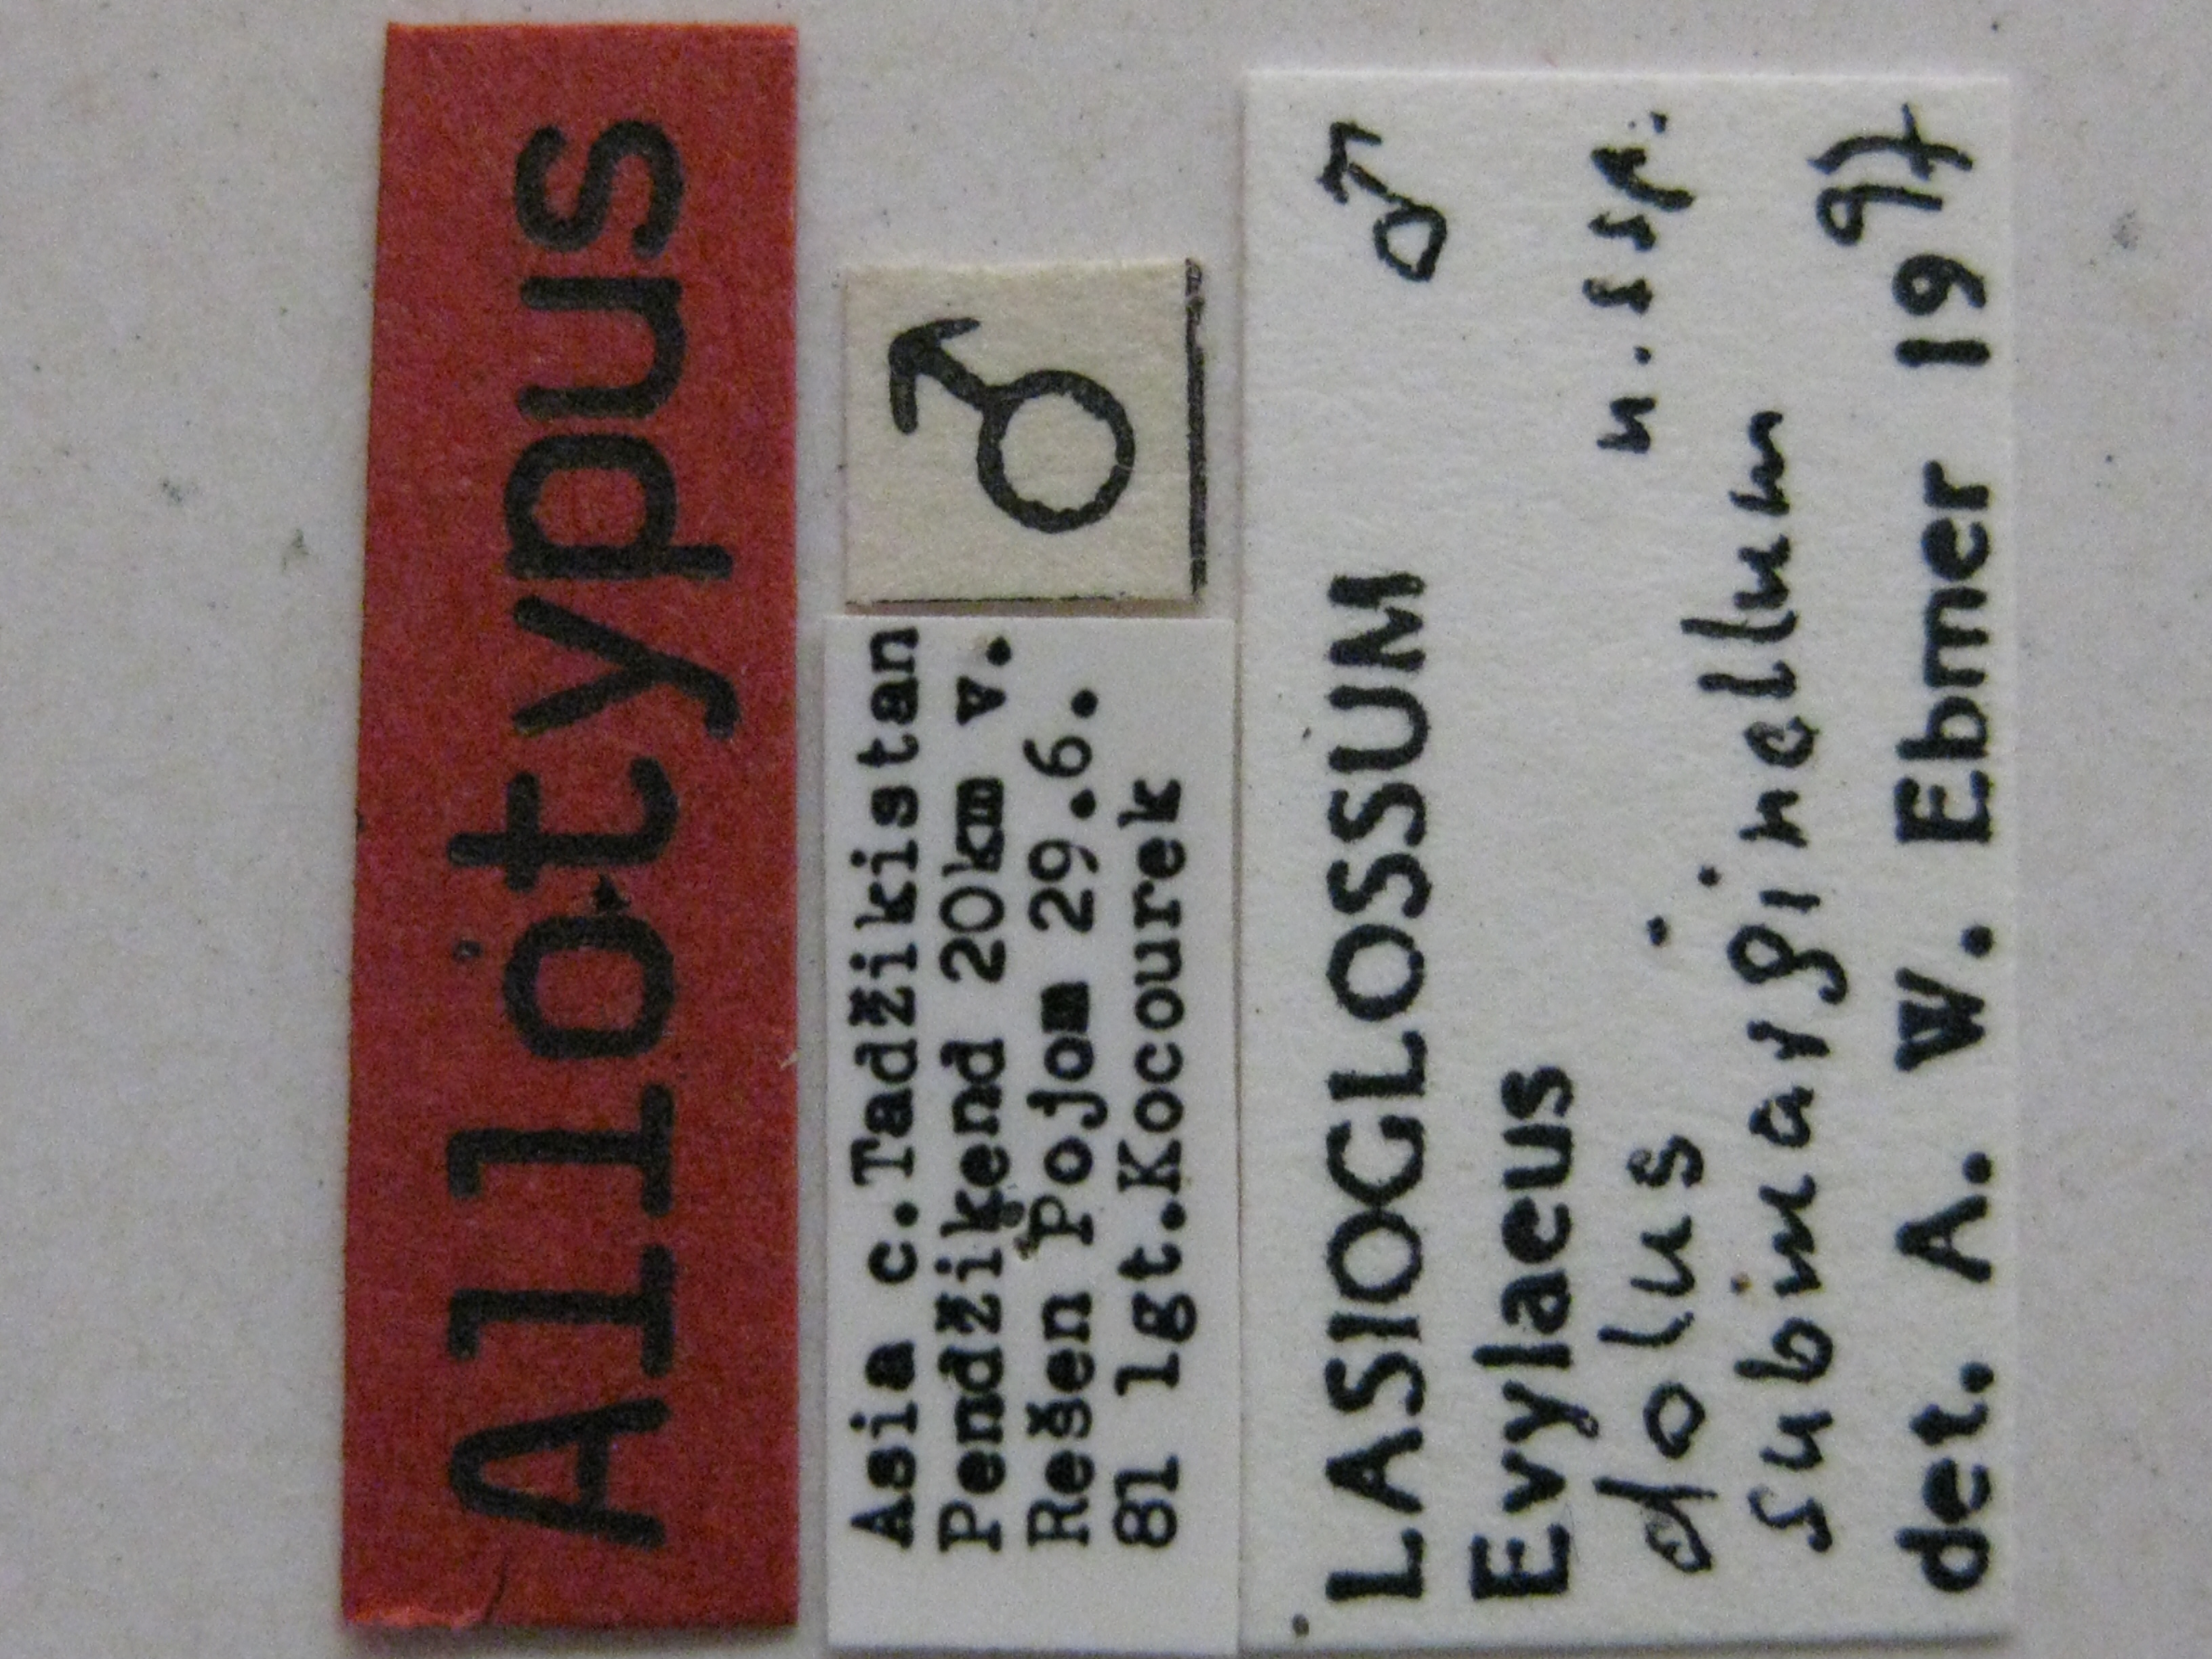 Allotypus
♂
Asia c.Tadžikistan
Pendžikend 20km v.
Rešen Pojom 29.6.
81 lgt.Kocourek
LASIOGLOSSUM ♂
Evylaeus
dolus n.ssp.
submarginellum
det. A. W. Ebmer 1997